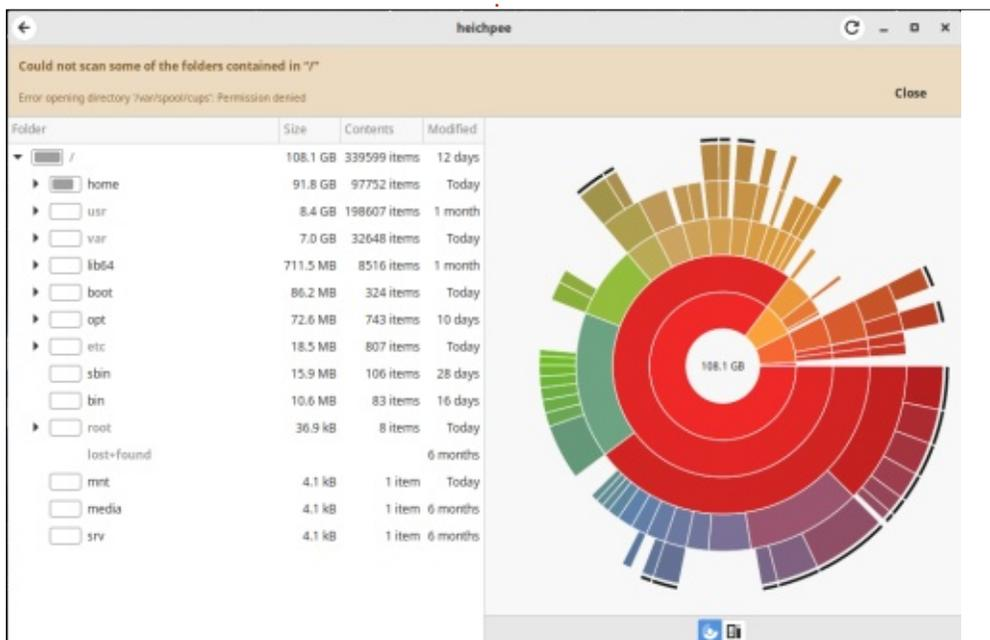 heichpee
Could not scan some of the folders contained in "/"
Error opening directory '/var/spool/cups': Permission denied
Close
Folder Size Contents Modified
/ 108.1 GB 339599 items 12 days
home 91.8 GB 97752 items Today
usr 8.4 GB 198607 items 1 month
var 7.0 GB 32648 items Today
lib64 711.5 MB 8516 items 1 month
boot 86.2 MB 324 items Today
opt 72.6 MB 743 items 10 days
etc 18.5 MB 807 items Today
sbin 15.9 MB 106 items 28 days
bin 10.6 MB 83 items 16 days
root 36.9 kB 8 items Today
lost+found 6 months
mnt 4.1 kB 1 item Today
media 4.1 kB 1 item 6 months
srv 4.1 kB 1 item 6 months
108.1 GB